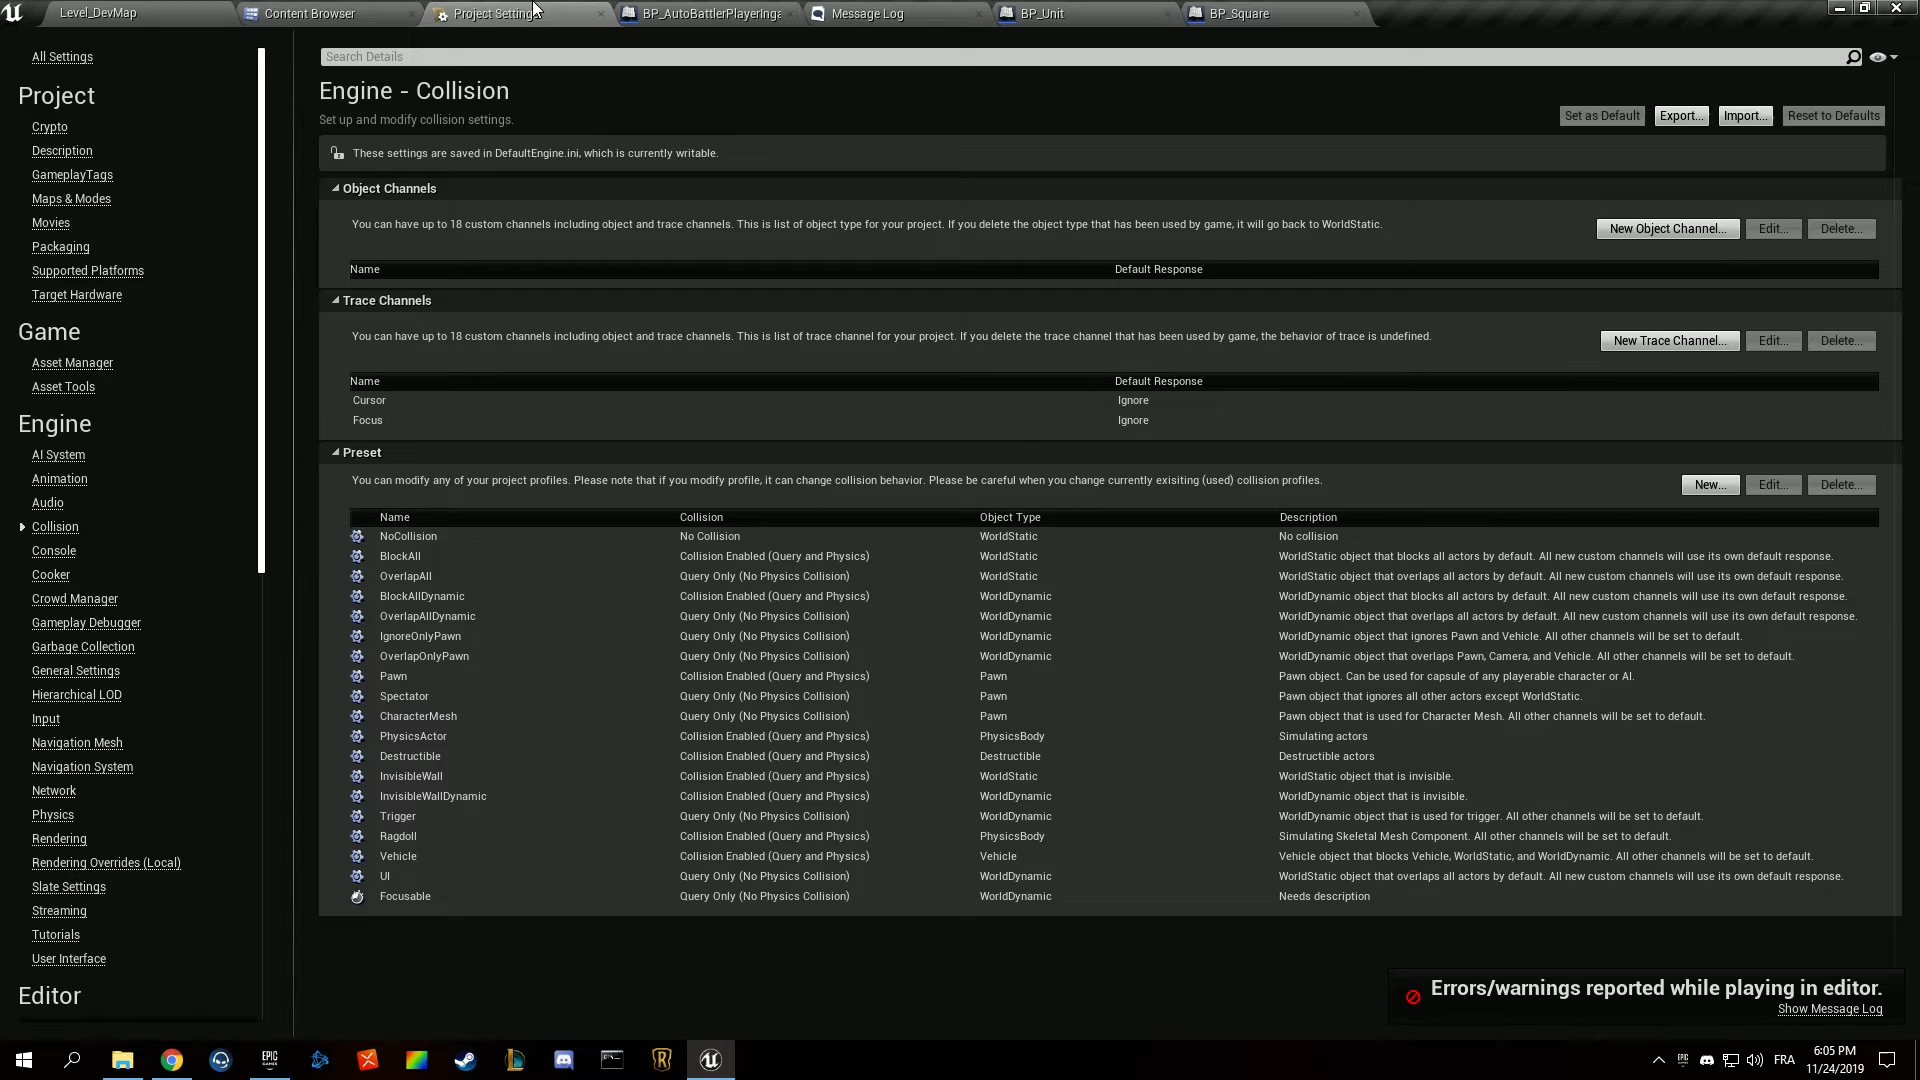 Level_DevMap
Content Browser
Project Setting
BP_AutoBattlerPlayerInga
Message Log
BP_Unit
BP_Square
All Settings
Project
Crypto
Description
GameplayTags
Maps & Modes
Movies
Packaging
Supported Platforms
Target Hardware
Game
Asset Manager
Asset Tools
Engine
AI System
Animation
Audio
Collision
Console
Cooker
Crowd Manager
Gameplay Debugger
Garbage Collection
General Settings
Hierarchical LOD
Input
Navigation Mesh
Navigation System
Network
Physics
Rendering
Rendering Overrides (Local)
Slate Settings
Streaming
Tutorials
User Interface
Editor
Search Details
Engine - Collision
Set up and modify collision settings.
Set as Default Export... Import... Reset to Defaults
These settings are saved in DefaultEngine.ini, which is currently writable.
Object Channels
You can have up to 18 custom channels including object and trace channels. This is list of object type for your project. If you delete the object type that has been used by game, it will go back to WorldStatic.
New Object Channel... Edit... Delete...
Name Default Response
Trace Channels
You can have up to 18 custom channels including object and trace channels. This is list of trace channel for your project. If you delete the trace channel that has been used by game, the behavior of trace is undefined.
New Trace Channel... Edit... Delete...
Name Default Response
Cursor Ignore
Focus Ignore
Preset
You can modify any of your project profiles. Please note that if you modify profile, it can change collision behavior. Please be careful when you change currently exisiting (used) collision profiles.
New... Edit... Delete...
Name Collision Object Type Description
NoCollision No Collision WorldStatic No collision
BlockAll Collision Enabled (Query and Physics) WorldStatic WorldStatic object that blocks all actors by default. All new custom channels will use its own default response.
OverlapAll Query Only (No Physics Collision) WorldStatic WorldStatic object that overlaps all actors by default. All new custom channels will use its own default response.
BlockAllDynamic Collision Enabled (Query and Physics) WorldDynamic WorldDynamic object that blocks all actors by default. All new custom channels will use its own default response.
OverlapAllDynamic Query Only (No Physics Collision) WorldDynamic WorldDynamic object that overlaps all actors by default. All new custom channels will use its own default response.
IgnoreOnlyPawn Query Only (No Physics Collision) WorldDynamic WorldDynamic object that ignores Pawn and Vehicle. All other channels will be set to default.
OverlapOnlyPawn Query Only (No Physics Collision) WorldDynamic WorldDynamic object that overlaps Pawn, Camera, and Vehicle. All other channels will be set to default.
Pawn Collision Enabled (Query and Physics) Pawn Pawn object. Can be used for capsule of any playerable character or AI.
Spectator Query Only (No Physics Collision) Pawn Pawn object that ignores all other actors except WorldStatic.
CharacterMesh Query Only (No Physics Collision) Pawn Pawn object that is used for Character Mesh. All other channels will be set to default.
PhysicsActor Collision Enabled (Query and Physics) PhysicsBody Simulating actors
Destructible Collision Enabled (Query and Physics) Destructible Destructible actors
InvisibleWall Collision Enabled (Query and Physics) WorldStatic WorldStatic object that is invisible.
InvisibleWallDynamic Collision Enabled (Query and Physics) WorldDynamic WorldDynamic object that is invisible.
Trigger Query Only (No Physics Collision) WorldDynamic WorldDynamic object that is used for trigger. All other channels will be set to default.
Ragdoll Collision Enabled (Query and Physics) PhysicsBody Simulating Skeletal Mesh Component. All other channels will be set to default.
Vehicle Collision Enabled (Query and Physics) Vehicle Vehicle object that blocks Vehicle, WorldStatic, and WorldDynamic. All other channels will be set to default.
UI Query Only (No Physics Collision) WorldDynamic WorldStatic object that overlaps all actors by default. All new custom channels will use its own default response.
Focusable Query Only (No Physics Collision) WorldDynamic Needs description
Errors/warnings reported while playing in editor.
Show Message Log
EPIC GAMES
FRA
6:05 PM
11/24/2019